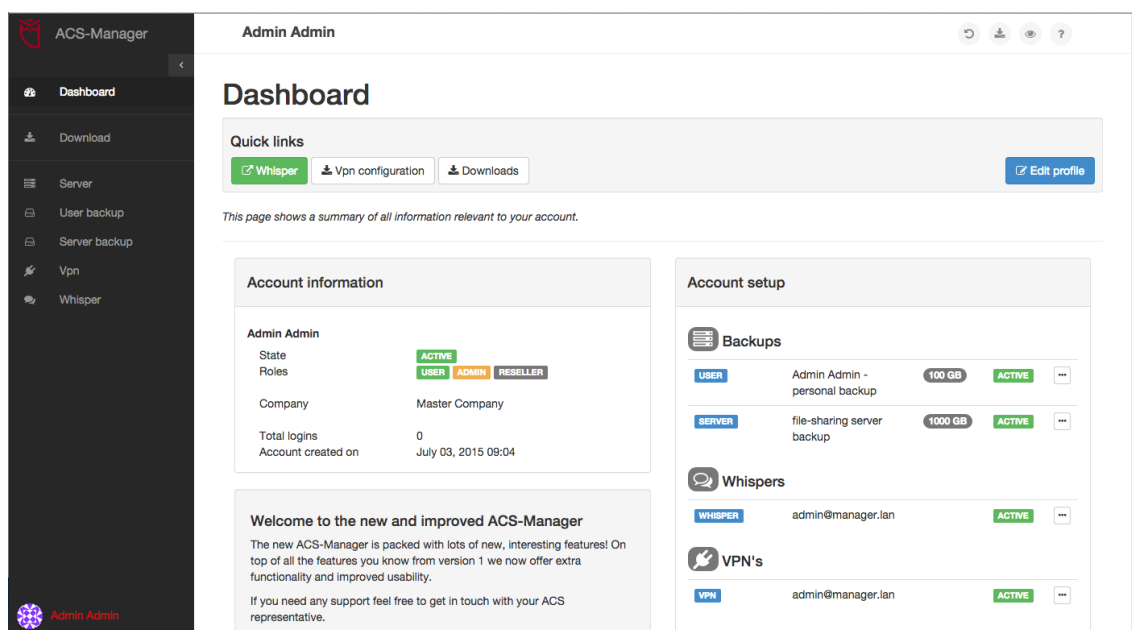 ACS-Manager
Admin Admin
Dashboard
Download
Server
User backup
Server backup
Vpn
Whisper
Admin Admin
Dashboard
Quick links
Whisper
Vpn configuration
Downloads
Edit profile
This page shows a summary of all information relevant to your account.
Account information
Admin Admin
State ACTIVE
Roles USER ADMIN RESELLER
Company Master Company
Total logins 0
Account created on July 03, 2015 09:04
Welcome to the new and improved ACS-Manager
The new ACS-Manager is packed with lots of new, interesting features! On
top of all the features you know from version 1 we now offer extra
functionality and improved usability.
If you need any support feel free to get in touch with your ACS
representative.
Account setup
Backups
USER Admin Admin - 100 GB ACTIVE
personal backup
SERVER file-sharing server 1000 GB ACTIVE
backup
Whispers
WHISPER admin@manager.lan ACTIVE
VPN's
VPN admin@manager.lan ACTIVE